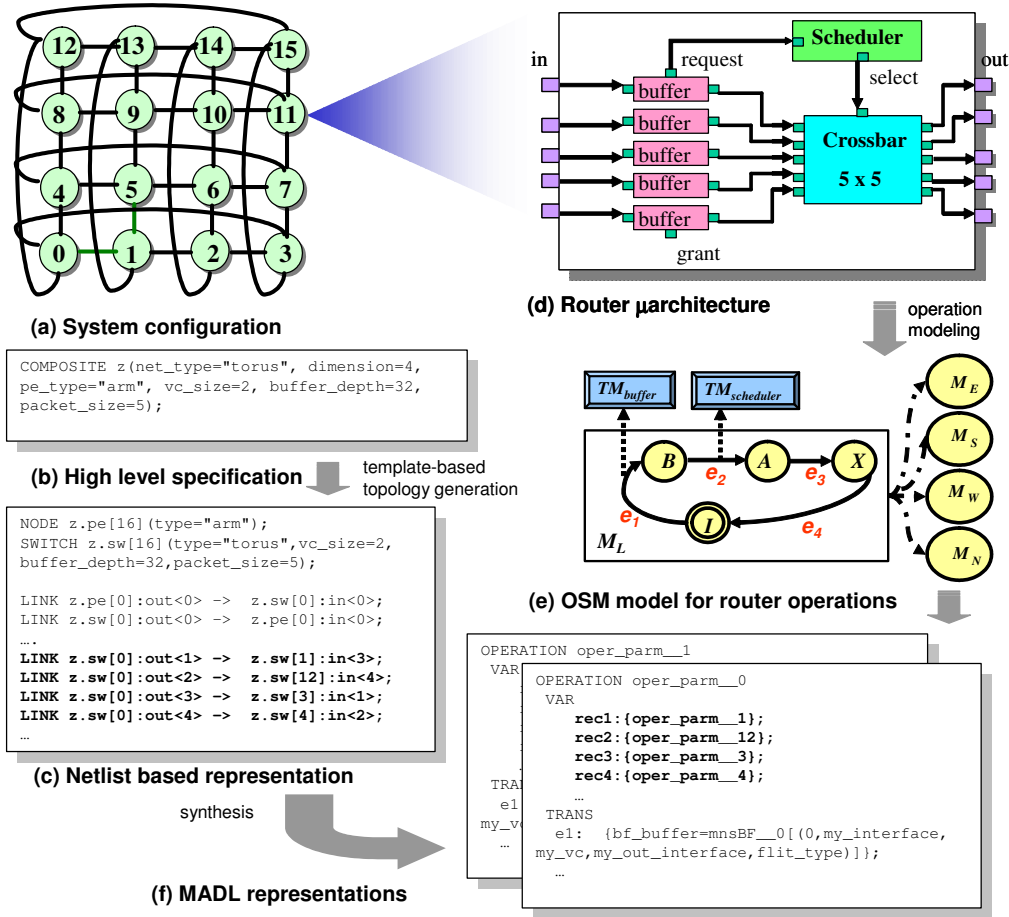 12 13 14 15
8 9 10 11
4 5 6 7
0 1 2 3
(a) System configuration
in
request
Scheduler
out
select
buffer
buffer
buffer
buffer
buffer
Crossbar
5 x 5
grant
(d) Router µarchitecture
operation
modeling
COMPOSITE z(net_type="torus", dimension=4,
pe_type="arm", vc_size=2, buffer_depth=32,
packet_size=5);
(b) High level specification
template-based
topology generation
NODE z.pe[16](type="arm");
SWITCH z.sw[16](type="torus",vc_size=2,
buffer_depth=32,packet_size=5);
LINK z.pe[0]:out<0> –> z.sw[0]:in<0>;
LINK z.sw[0]:out<0> –> z.pe[0]:in<0>;
….
LINK z.sw[0]:out<1> –> z.sw[1]:in<3>;
LINK z.sw[0]:out<2> –> z.sw[12]:in<4>;
LINK z.sw[0]:out<3> –> z.sw[3]:in<1>;
LINK z.sw[0]:out<4> –> z.sw[4]:in<2>;
…
(c) Netlist based representation
synthesis
TM buffer
TM scheduler
B
A
X
I
e1
e2
e3
e4
M L
M E
M S
M W
M N
(e) OSM model for router operations
OPERATION oper_parm__1
VAR
TRANS
e1
my_vc
…
OPERATION oper_parm__0
VAR
rec1:{oper_parm__1};
rec2:{oper_parm__12};
rec3:{oper_parm__3};
rec4:{oper_parm__4};
…
TRANS
e1: {bf_buffer=mnsBF__0[(0,my_interface,
my_vc,my_out_interface,flit_type)]};
…
(f) MADL representations